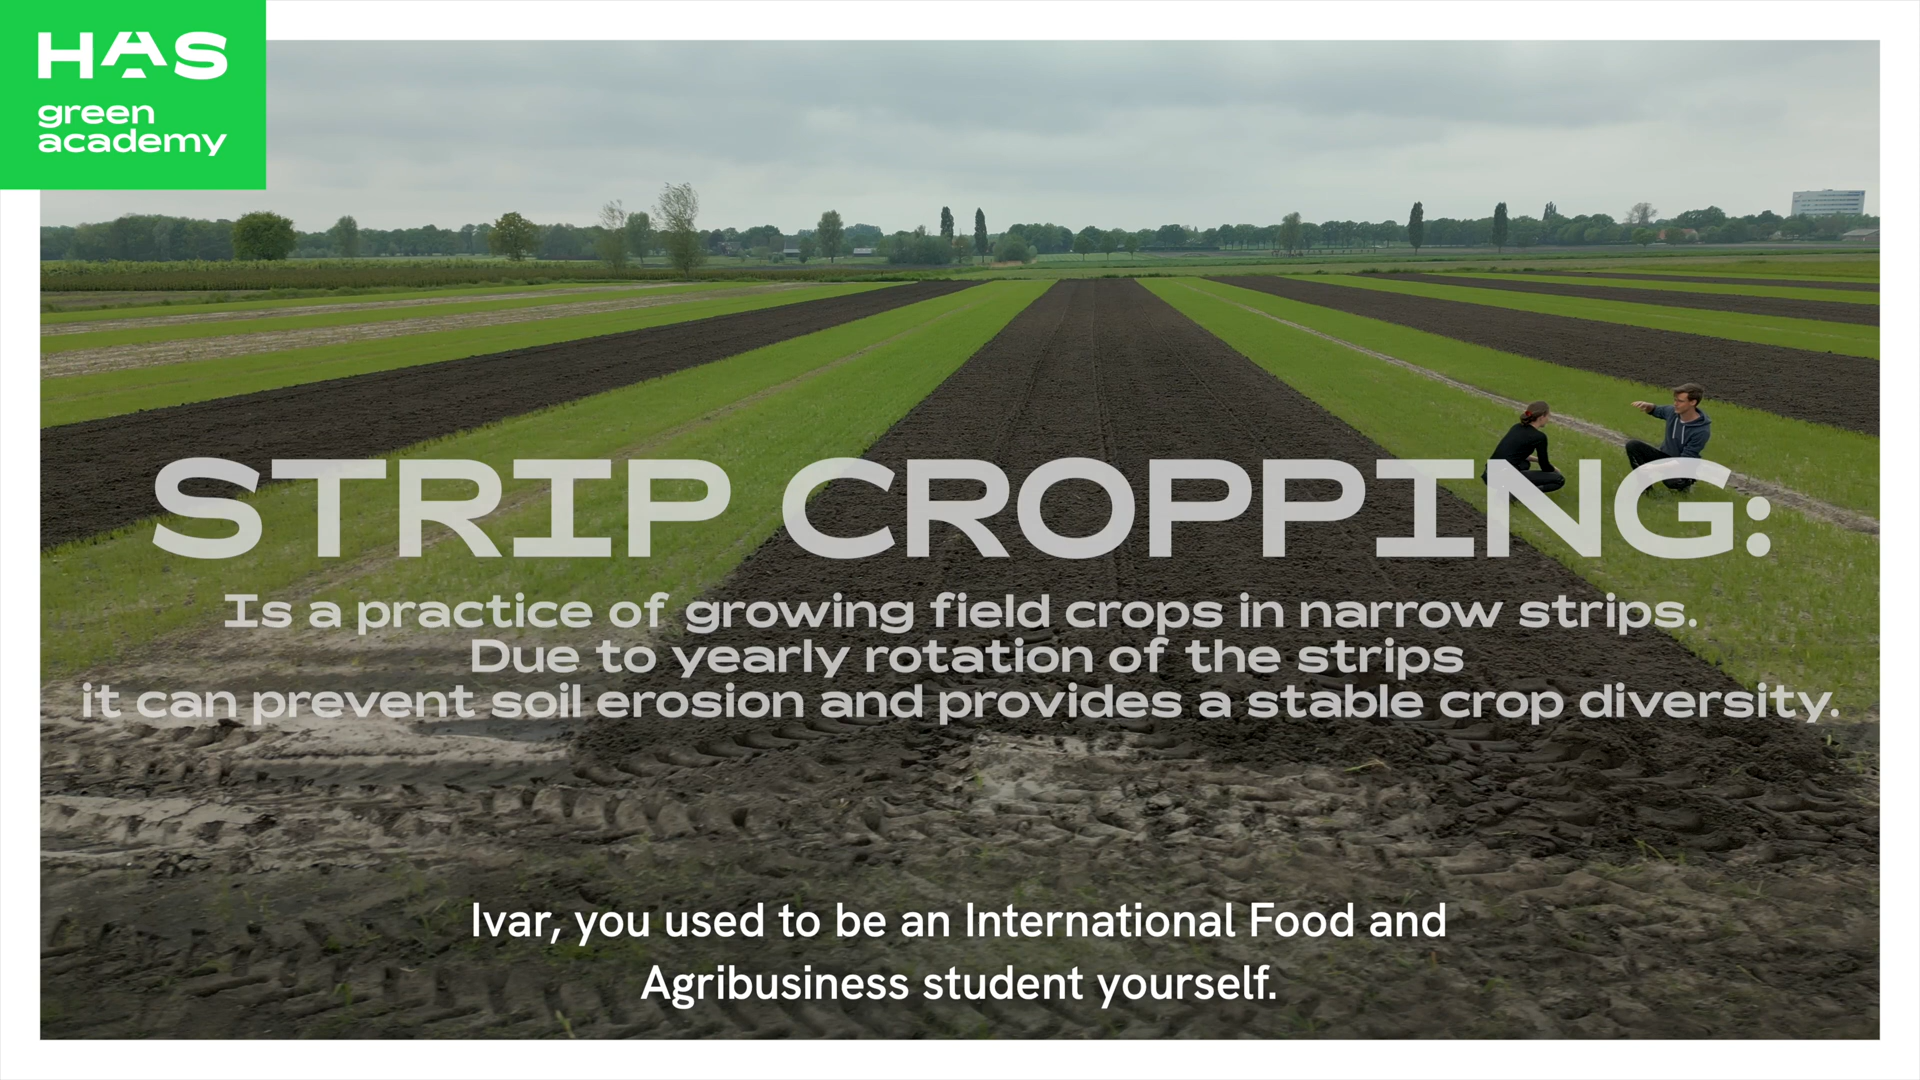 HAS
green
academy
STRIP CROPPING:
Is a practice of growing field crops in narrow strips.
Due to yearly rotation of the strips
it can prevent soil erosion and provides a stable crop diversity.
Ivar, you used to be an International Food and
Agribusiness student yourself.